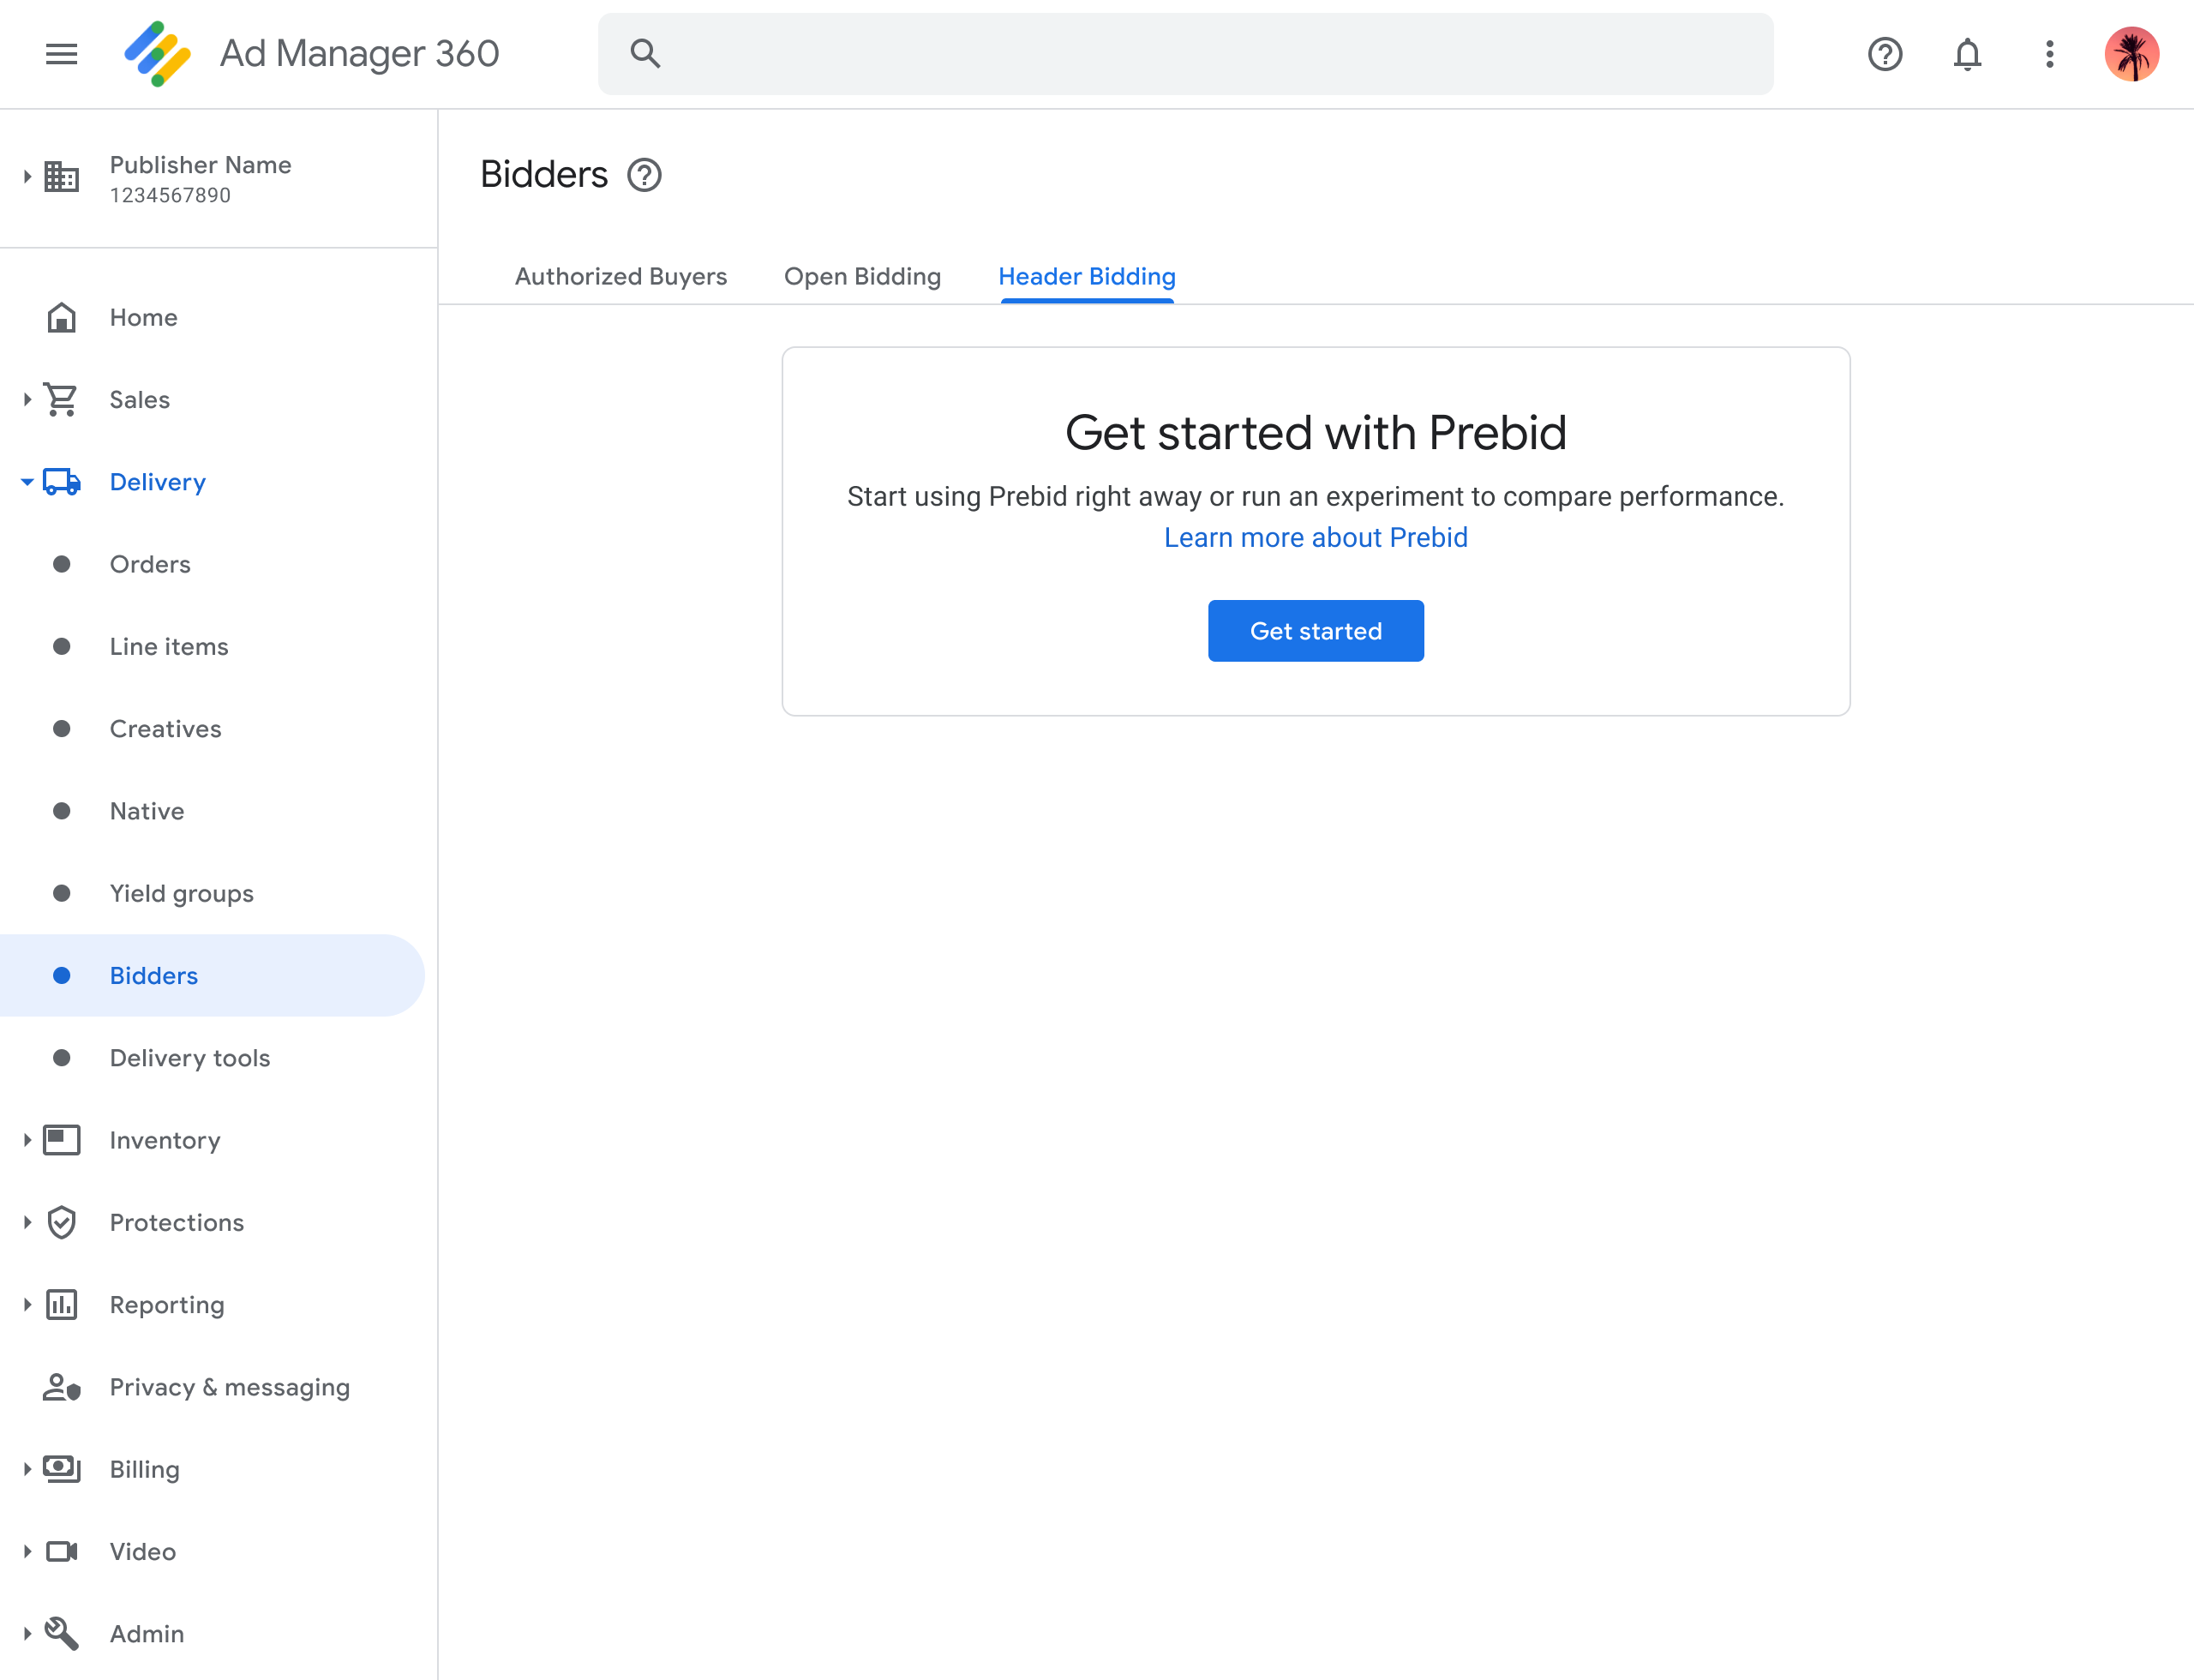 Ad Manager 360
Publisher Name
1234567890
Home
Sales
Delivery
Orders
Line items
Creatives
Native
Yield groups
Bidders
Delivery tools
Inventory
Protections
Reporting
Privacy & messaging
Billing
Video
Admin
Bidders
Authorized Buyers Open Bidding Header Bidding
Get started with Prebid
Start using Prebid right away or run an experiment to compare performance.
Learn more about Prebid
Get started